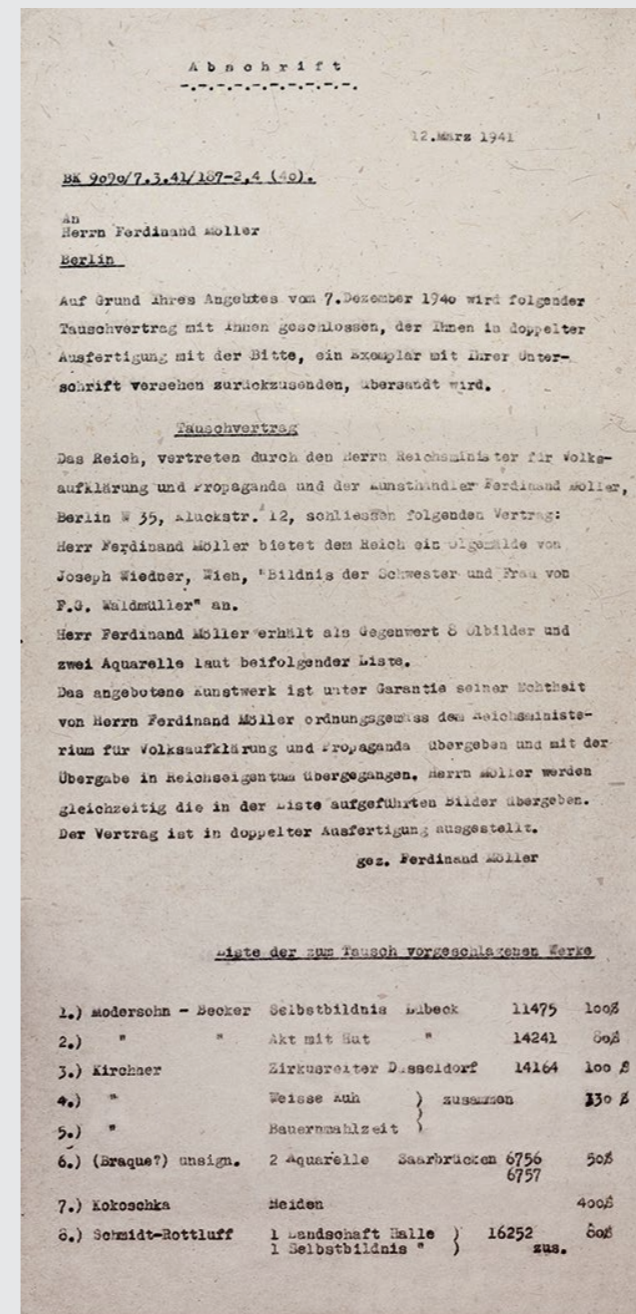 Abschrift
-.-.-.-.-.-.-.-.-.-.
12.März 1941
BK 9090/7.3.41/187-2,4 (40).
An
Herrn Ferdinand Möller
Berlin
Auf Grund Ihres Angebtes vom 7.Dezember 1940 wird folgender
Tauschvertrag mit Ihnen geschlossen, der Ihnen in doppelter
Ausfertigung mit der Bitte, ein Exemplar mit Ihrer Unter-
schrift versehen zurückzusenden, übersandt wird.
Tauschvertrag
Das Reich, vertreten durch den Herrn Reichsminister für Volks-
aufklärung und Propaganda und der Kunsthändler Ferdinand Möller,
Berlin W 35, Kluckstr. 12, schliessen folgenden Vertrag:
Herr Ferdinand Möller bietet dem Reich ein Ölgemälde von
Joseph Wiedner, Wien, "Bildnis der Schwester und Frau von
F.G. Waldmüller" an.
Herr Ferdinand Möller erhält als Gegenwert 8 Ölbilder und
zwei Aquarelle laut beifolgender Liste.
Das angebotene Kunstwerk ist unter Garantie seiner Echtheit
von Herrn Ferdinand Möller ordnungsgemäss dem Reichsministe-
rium für Volksaufklärung und Propaganda übergeben und mit der
Übergabe in Reichseigentum übergegangen. Herrn Möller werden
gleichzeitig die in der Liste aufgeführten Bilder übergeben.
Der Vertrag ist in doppelter Ausfertigung ausgestellt.
gez. Ferdinand Möller
Liste der zum Tausch vorgeschlagenen Werke
1.) Modersohn - Becker Selbstbildnis Lübeck 11475 100$
2.) " " Akt mit Hut " 14241 80$
3.) Kirchner Zirkusreiter Düsseldorf 14164 100 $
4.) " Weisse Kuh ) zusammen 330 $
5.) " Bauernmahlzeit )
6.) (Braque?) unsign. 2 Aquarelle Saarbrücken 6756 50$
6757
7.) Kokoschka Heiden 400$
8.) Schmidt-Rottluff 1 Landschaft Halle ) 16252 80$
1 Selbstbildnis " ) zus.